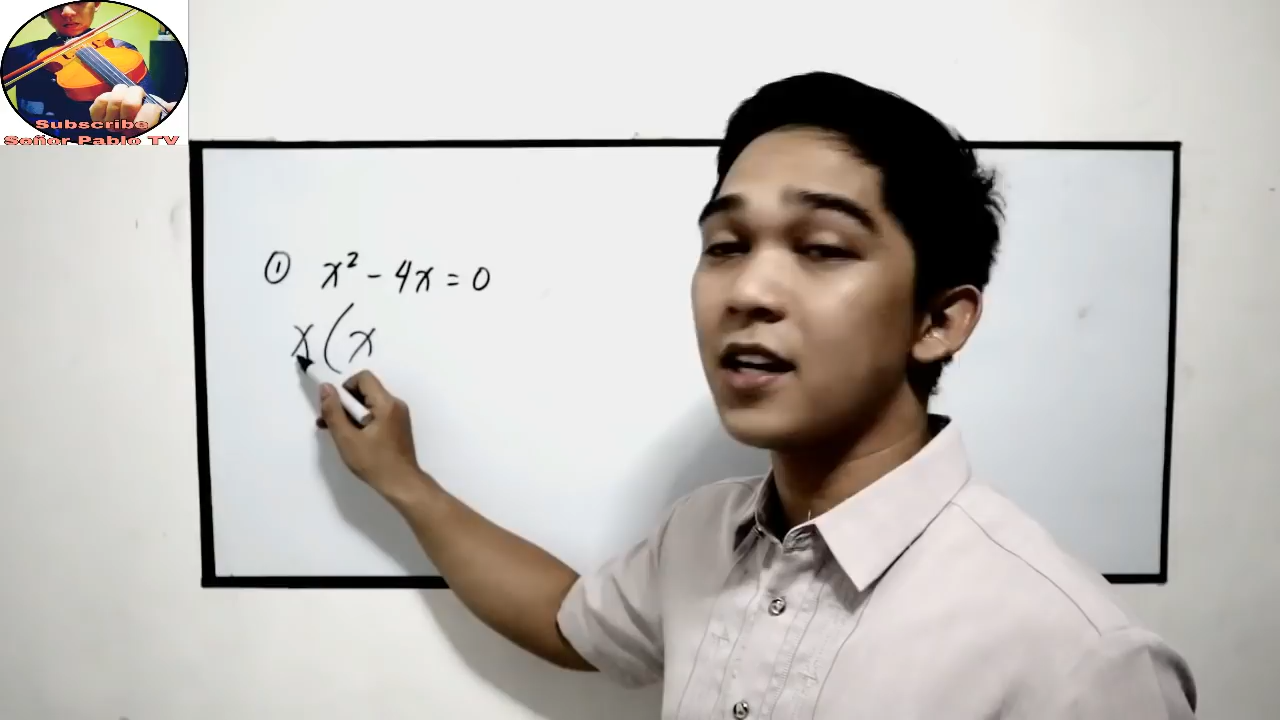 Subscribe
Señor Pablo TV
① x² - 4x = 0
x ( x